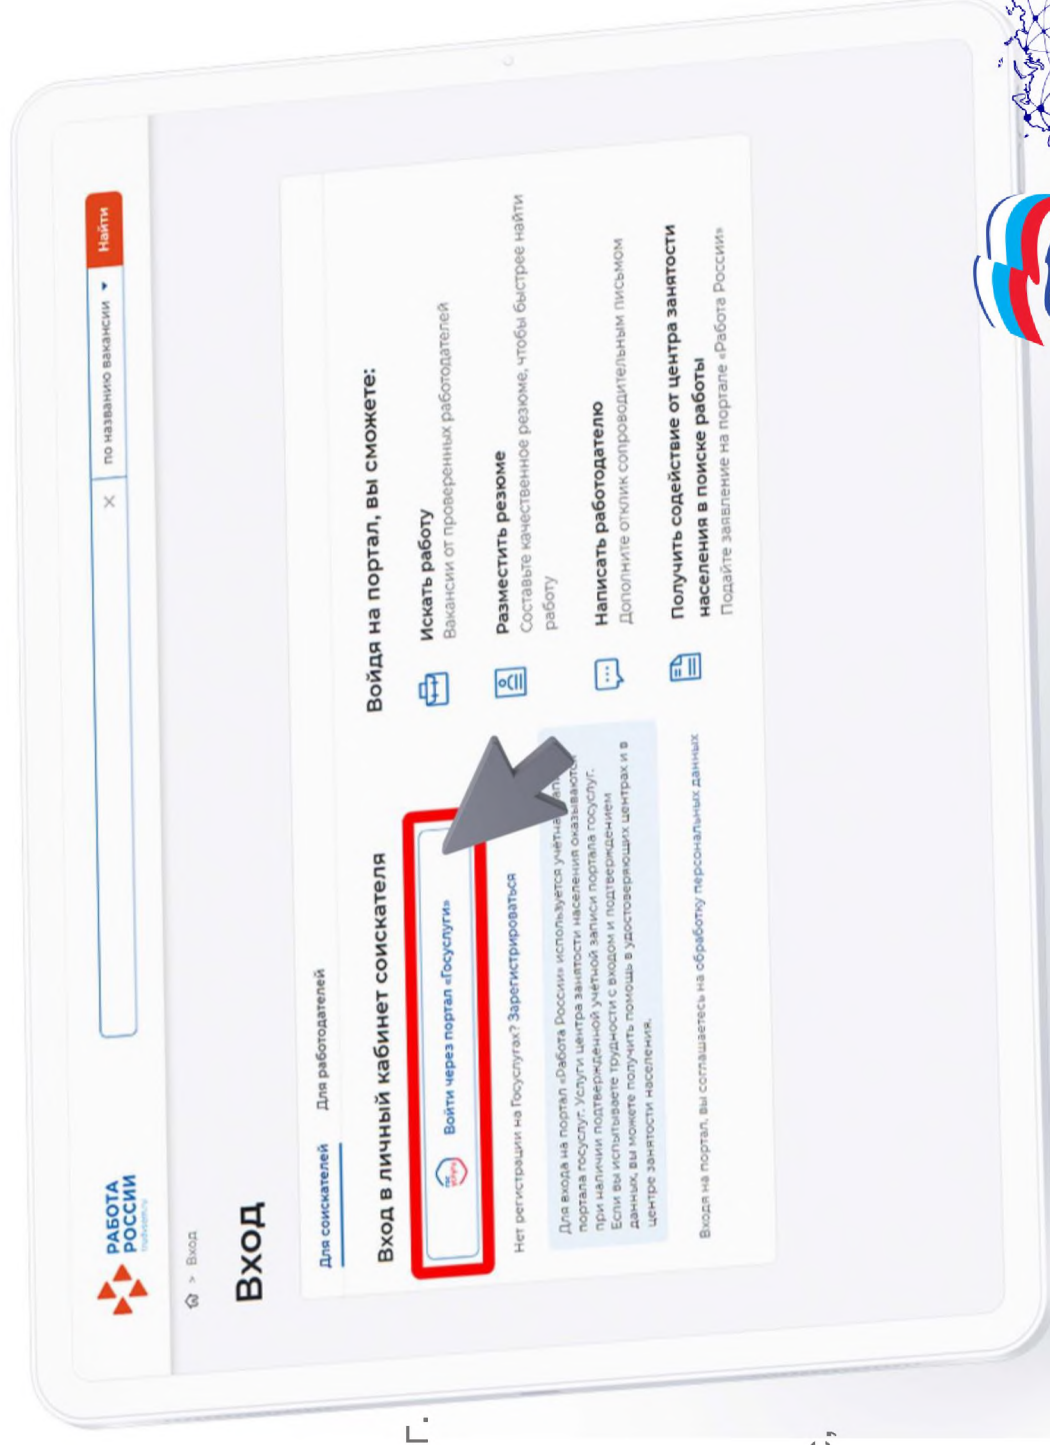 РАБОТА
РОССИИ
trudvsem.ru
× по названию вакансии Найти
> Вход
Вход
Для соискателей Для работодателей
Вход в личный кабинет соискателя
гос
услуги
Войти через портал «Госуслуги»
Нет регистрации на Госуслугах? Зарегистрироваться
Для входа на портал «Работа России» используется
портала госуслуг. Услуги центра занятости населения оказываются
при наличии подтверждённой учётной записи портала госуслуг.
Если вы испытываете трудности с входом и подтверждением
данных, вы можете получить помощь в удостоверяющих центрах и в
центре занятости населения.
Входя на портал, вы соглашаетесь на обработку персональных данных
Войдя на портал, вы сможете:
Искать работу
Вакансии от проверенных работодателей
Разместить резюме
Составьте качественное резюме, чтобы быстрее найти
работу
Написать работодателю
Дополните отклик сопроводительным письмом
Получить содействие от центра занятости
населения в поиске работы
Подайте заявление на портале «Работа России»
г.